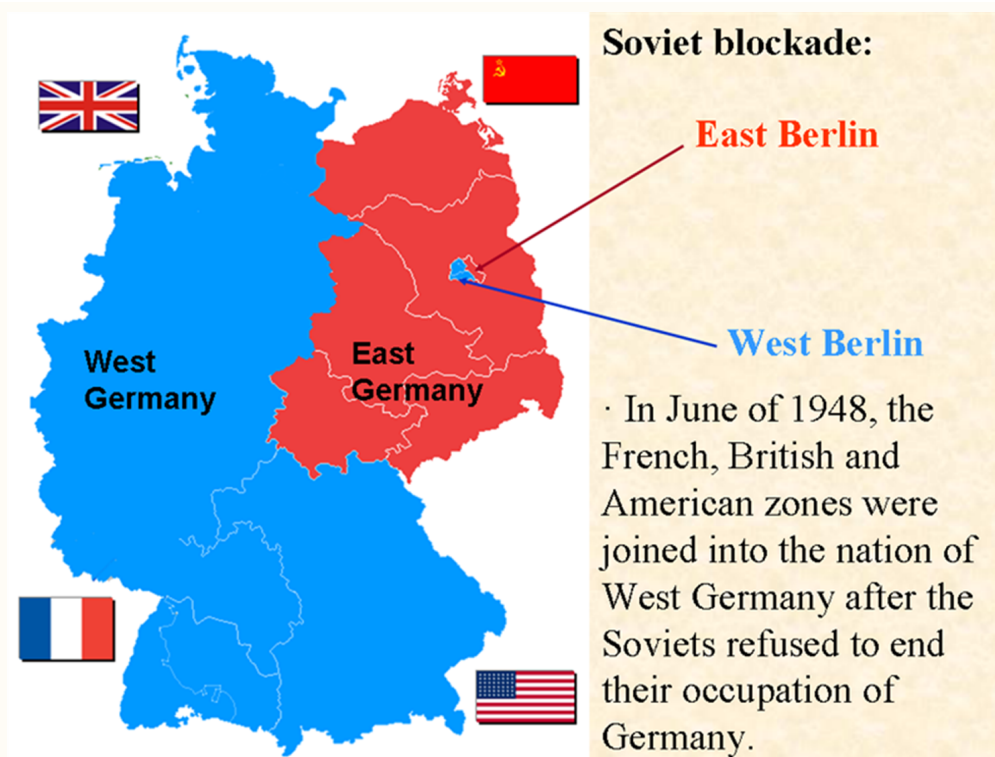 Soviet blockade:
East Berlin
West Berlin
West
Germany
East
Germany
· In June of 1948, the
French, British and
American zones were
joined into the nation of
West Germany after the
Soviets refused to end
their occupation of
Germany.